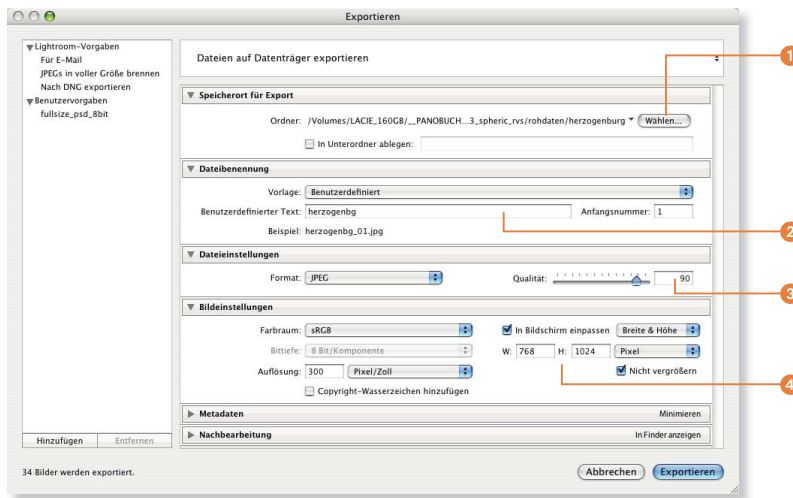 Exportieren
Lightroom-Vorgaben
Für E-Mail
JPEGs in voller Größe brennen
Nach DNG exportieren
Benutzervorgaben
fullsize_psd_8bit
Hinzufügen Entfernen
Dateien auf Datenträger exportieren
1
Speicherort für Export
Ordner: /Volumes/LACIE_160GB/__PANOBUCH...3_spheric_rvs/rohdaten/herzogenburg Wählen...
In Unterordner ablegen:
Dateibenennung
Vorlage: Benutzerdefiniert
Benutzerdefinierter Text: herzogenbg Anfangsnummer: 1
2
Beispiel: herzogenbg_01.jpg
Dateieinstellungen
Format: JPEG Qualität: 90
3
Bildeinstellungen
Farbraum: sRGB In Bildschirm einpassen Breite & Höhe
Bittiefe: 8 Bit/Komponente W: 768 H: 1024 Pixel
Auflösung: 300 Pixel/Zoll Nicht vergrößern
4
Copyright-Wasserzeichen hinzufügen
Metadaten Minimieren
Nachbearbeitung In Finder anzeigen
34 Bilder werden exportiert. Abbrechen Exportieren